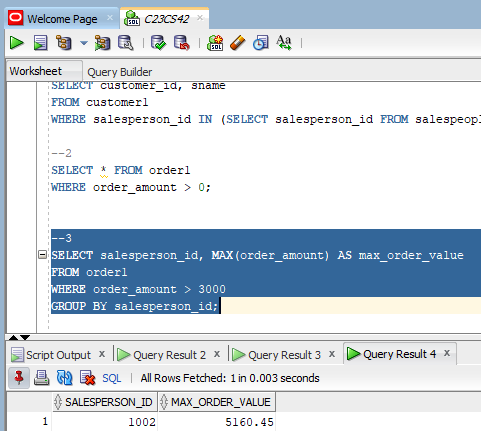 Welcome Page
C23CS42
SQL
Aa
Worksheet Query Builder
SELECT customer_id, sname
FROM customer1
WHERE salesperson_id IN (SELECT salesperson_id FROM salespeopl
--2
SELECT * FROM order1
WHERE order_amount > 0;
--3
SELECT salesperson_id, MAX(order_amount) AS max_order_value
FROM order1
WHERE order_amount > 3000
GROUP BY salesperson_id;
Script Output x Query Result 2 x Query Result 3 x Query Result 4 x
SQL | All Rows Fetched: 1 in 0.003 seconds
SALESPERSON_ID MAX_ORDER_VALUE
1 1002 5160.45